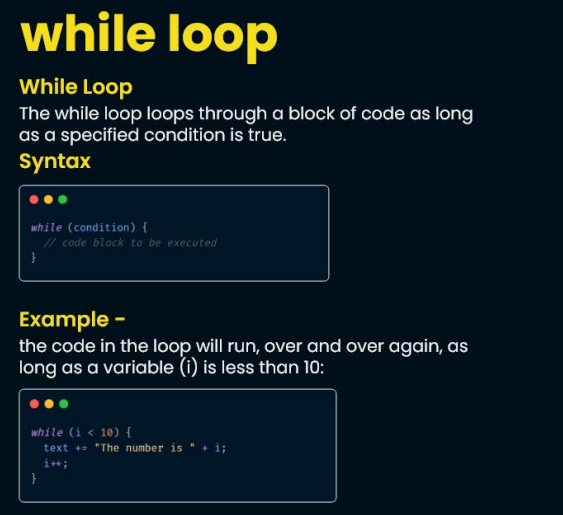 while loop
While Loop
The while loop loops through a block of code as long
as a specified condition is true.
Syntax
while (condition) {
  // code block to be executed
}
Example -
the code in the loop will run, over and over again, as
long as a variable (i) is less than 10:
while (i < 10) {
  text += "The number is " + i;
  i++;
}